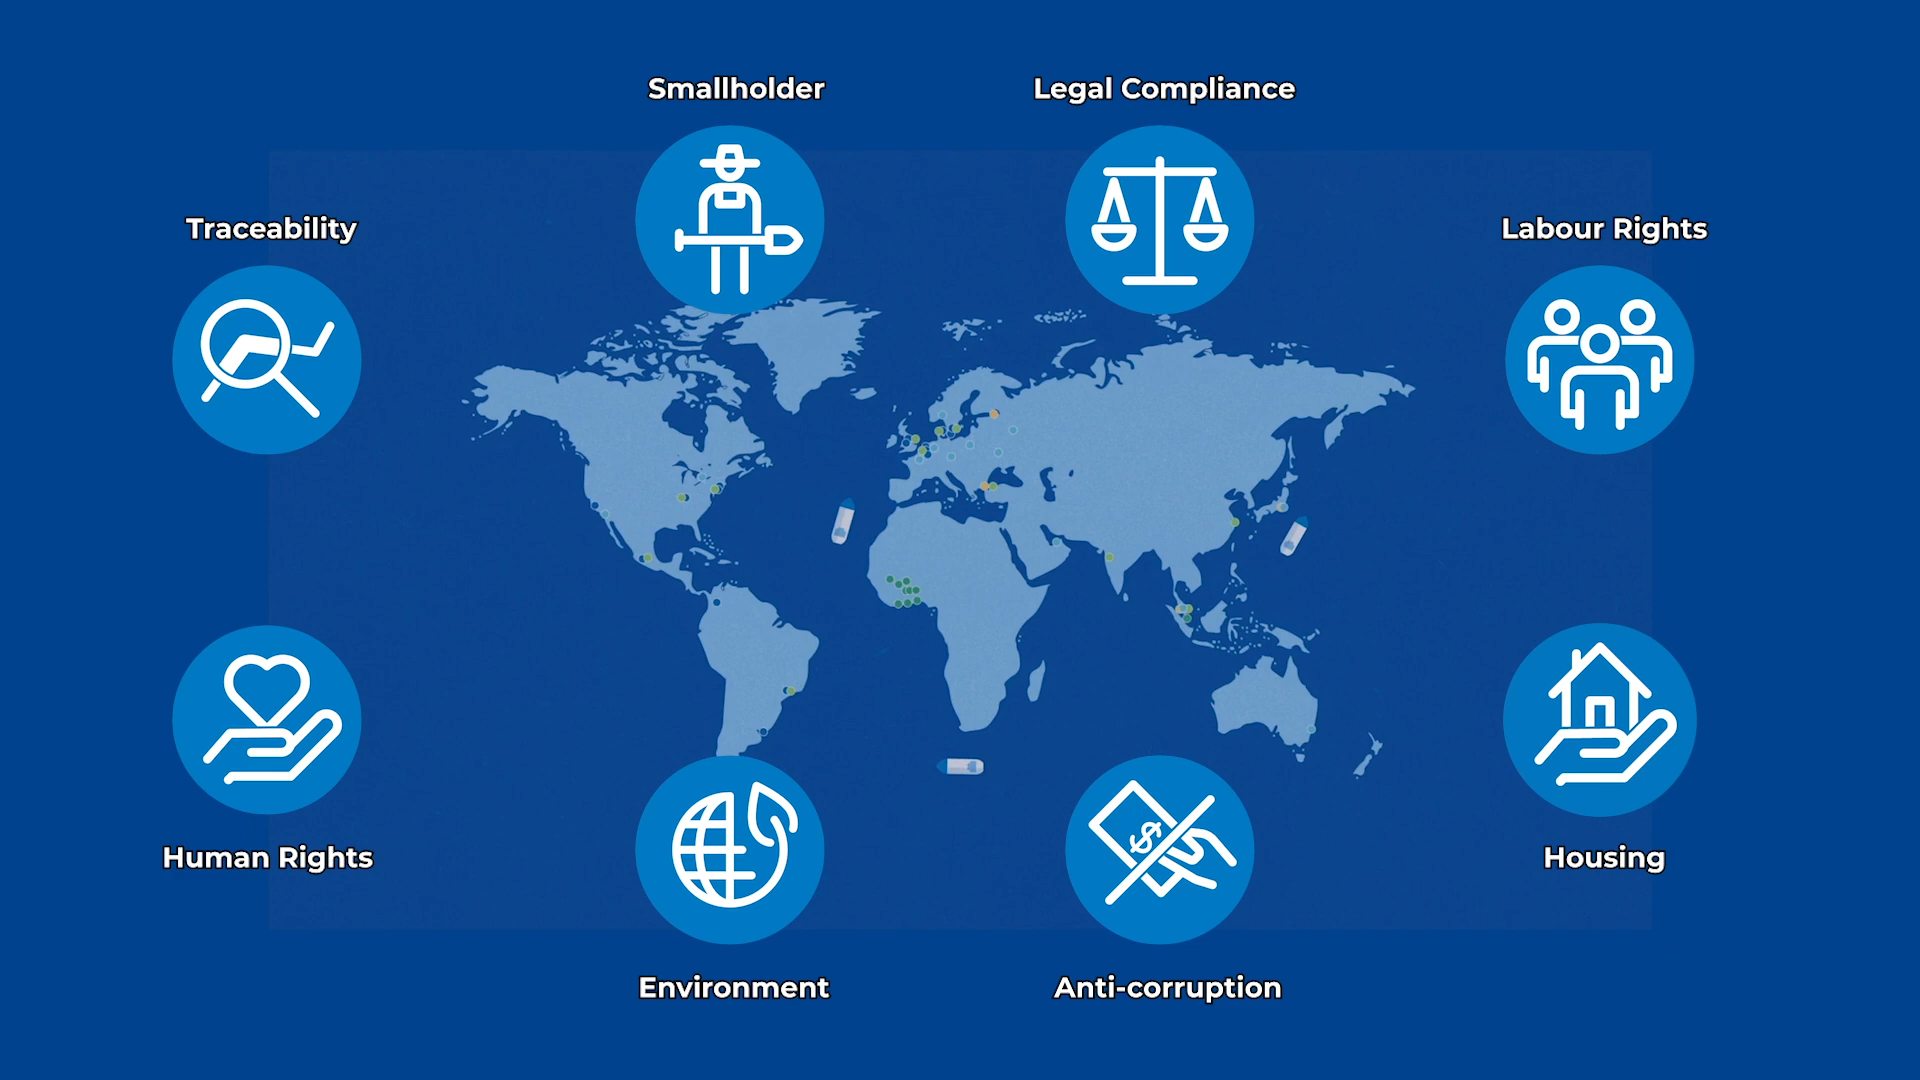 Smallholder
Legal Compliance
Traceability
Labour Rights
Human Rights
Housing
Environment
Anti-corruption
$